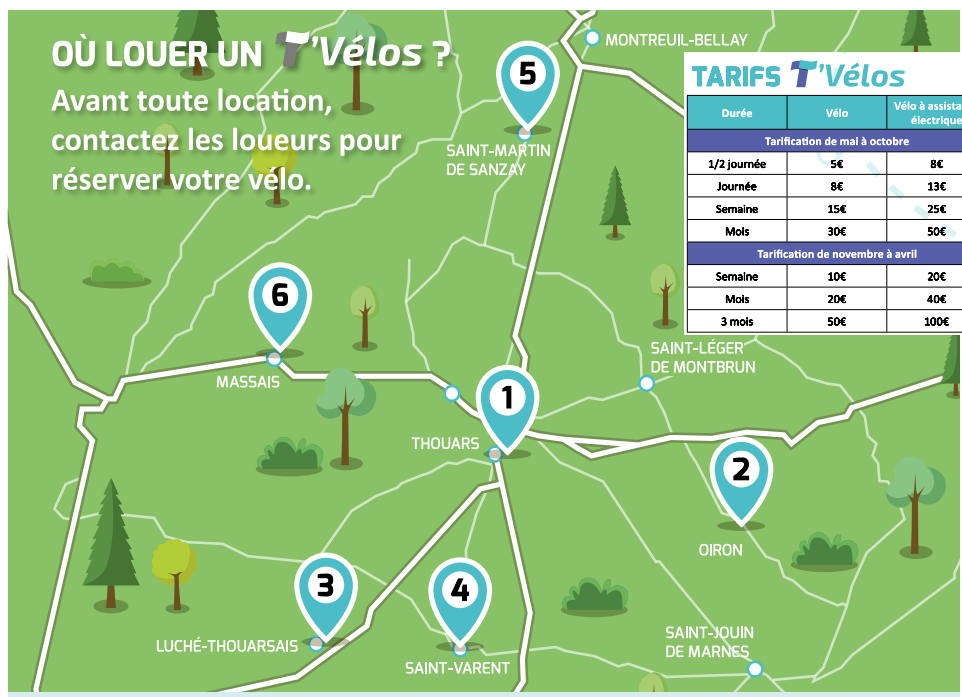 OÙ LOUER UN T'Vélos ?
Avant toute location,
contactez les loueurs pour
réserver votre vélo.
MONTREUIL-BELLAY
5
SAINT-MARTIN
DE SANZAY
TARIFS T'Vélos
Durée Vélo Vélo à assista
électrique
Tarification de mai à octobre
1/2 journée 5€ 8€
Journée 8€ 13€
Semaine 15€ 25€
Mois 30€ 50€
Tarification de novembre à avril
Semaine 10€ 20€
Mois 20€ 40€
3 mois 50€ 100€
6
MASSAIS
SAINT-LÉGER
DE MONTBRUN
1
THOUARS
2
OIRON
3
LUCHÉ-THOUARSAIS
4
SAINT-VARENT
SAINT-JOUIN
DE MARNES